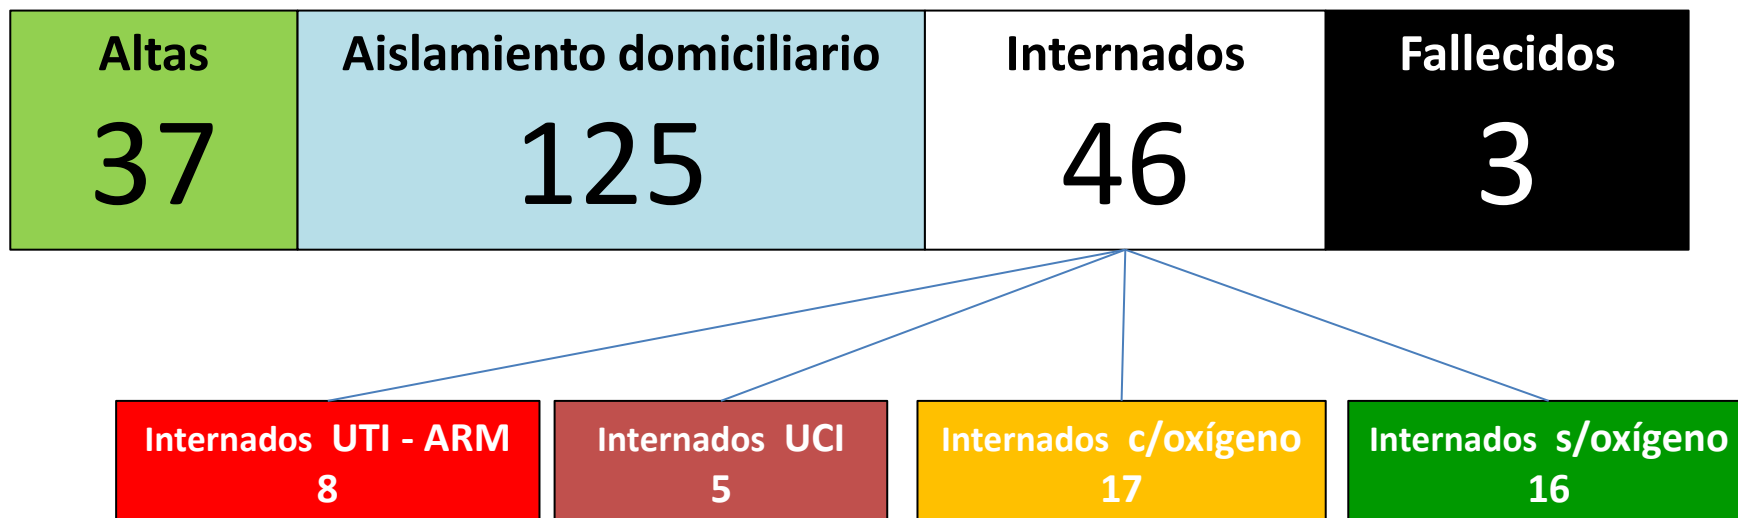 Altas
37
Aislamiento domiciliario
125
Internados
46
Fallecidos
3
Internados UTI - ARM
8
Internados UCI
5
Internados c/oxígeno
17
Internados s/oxígeno
16